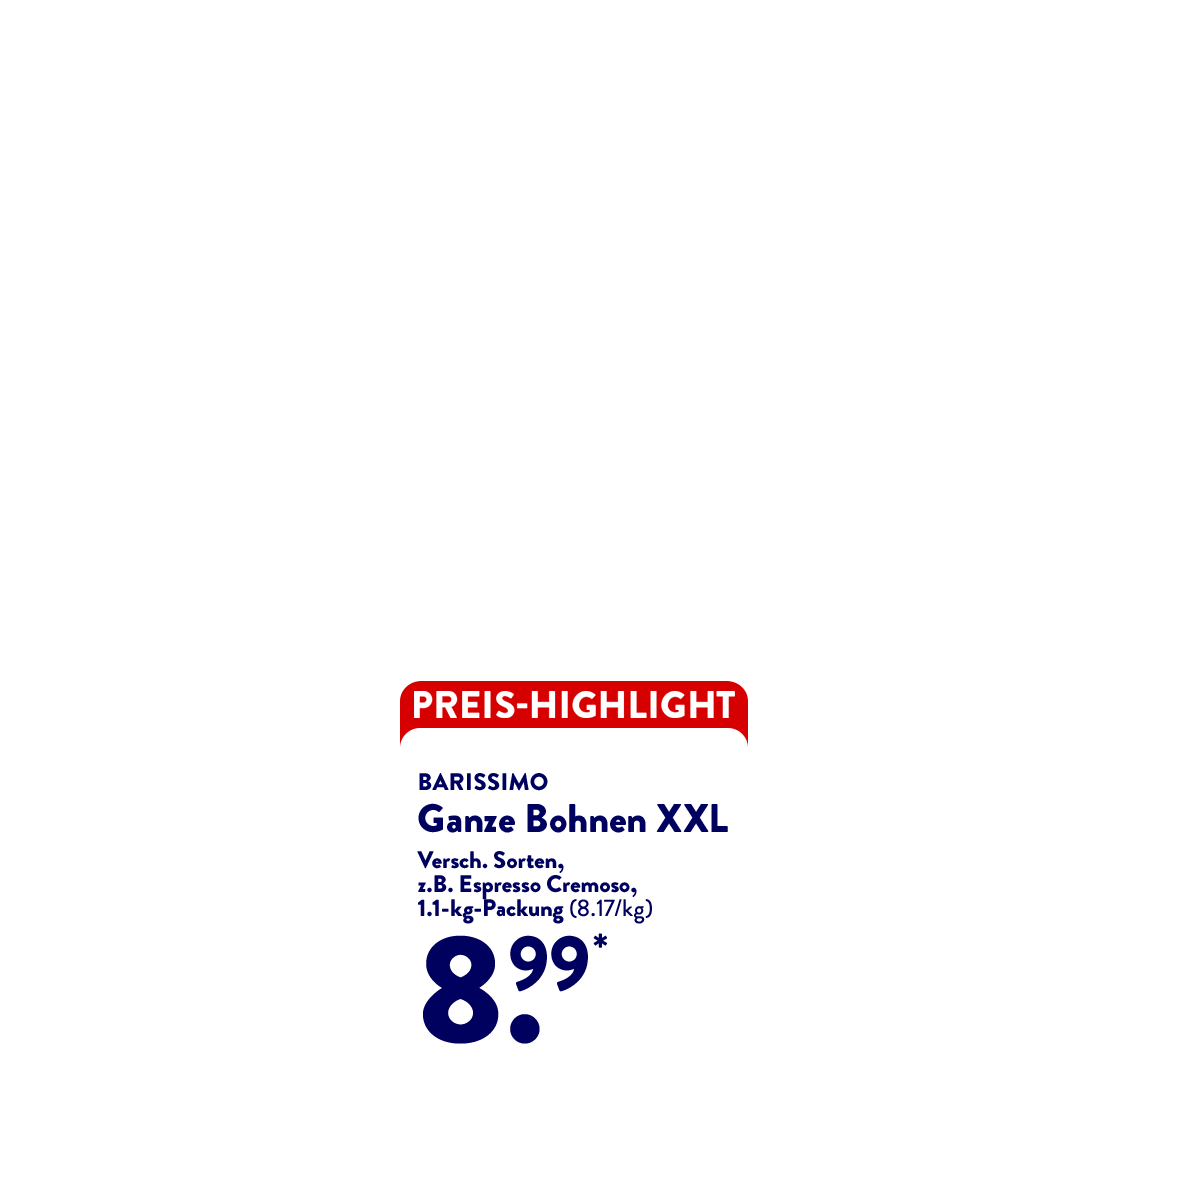 PREIS-HIGHLIGHT
BARISSIMO
Ganze Bohnen XXL
Versch. Sorten,
z.B. Espresso Cremoso,
1.1-kg-Packung (8.17/kg)
8.99*